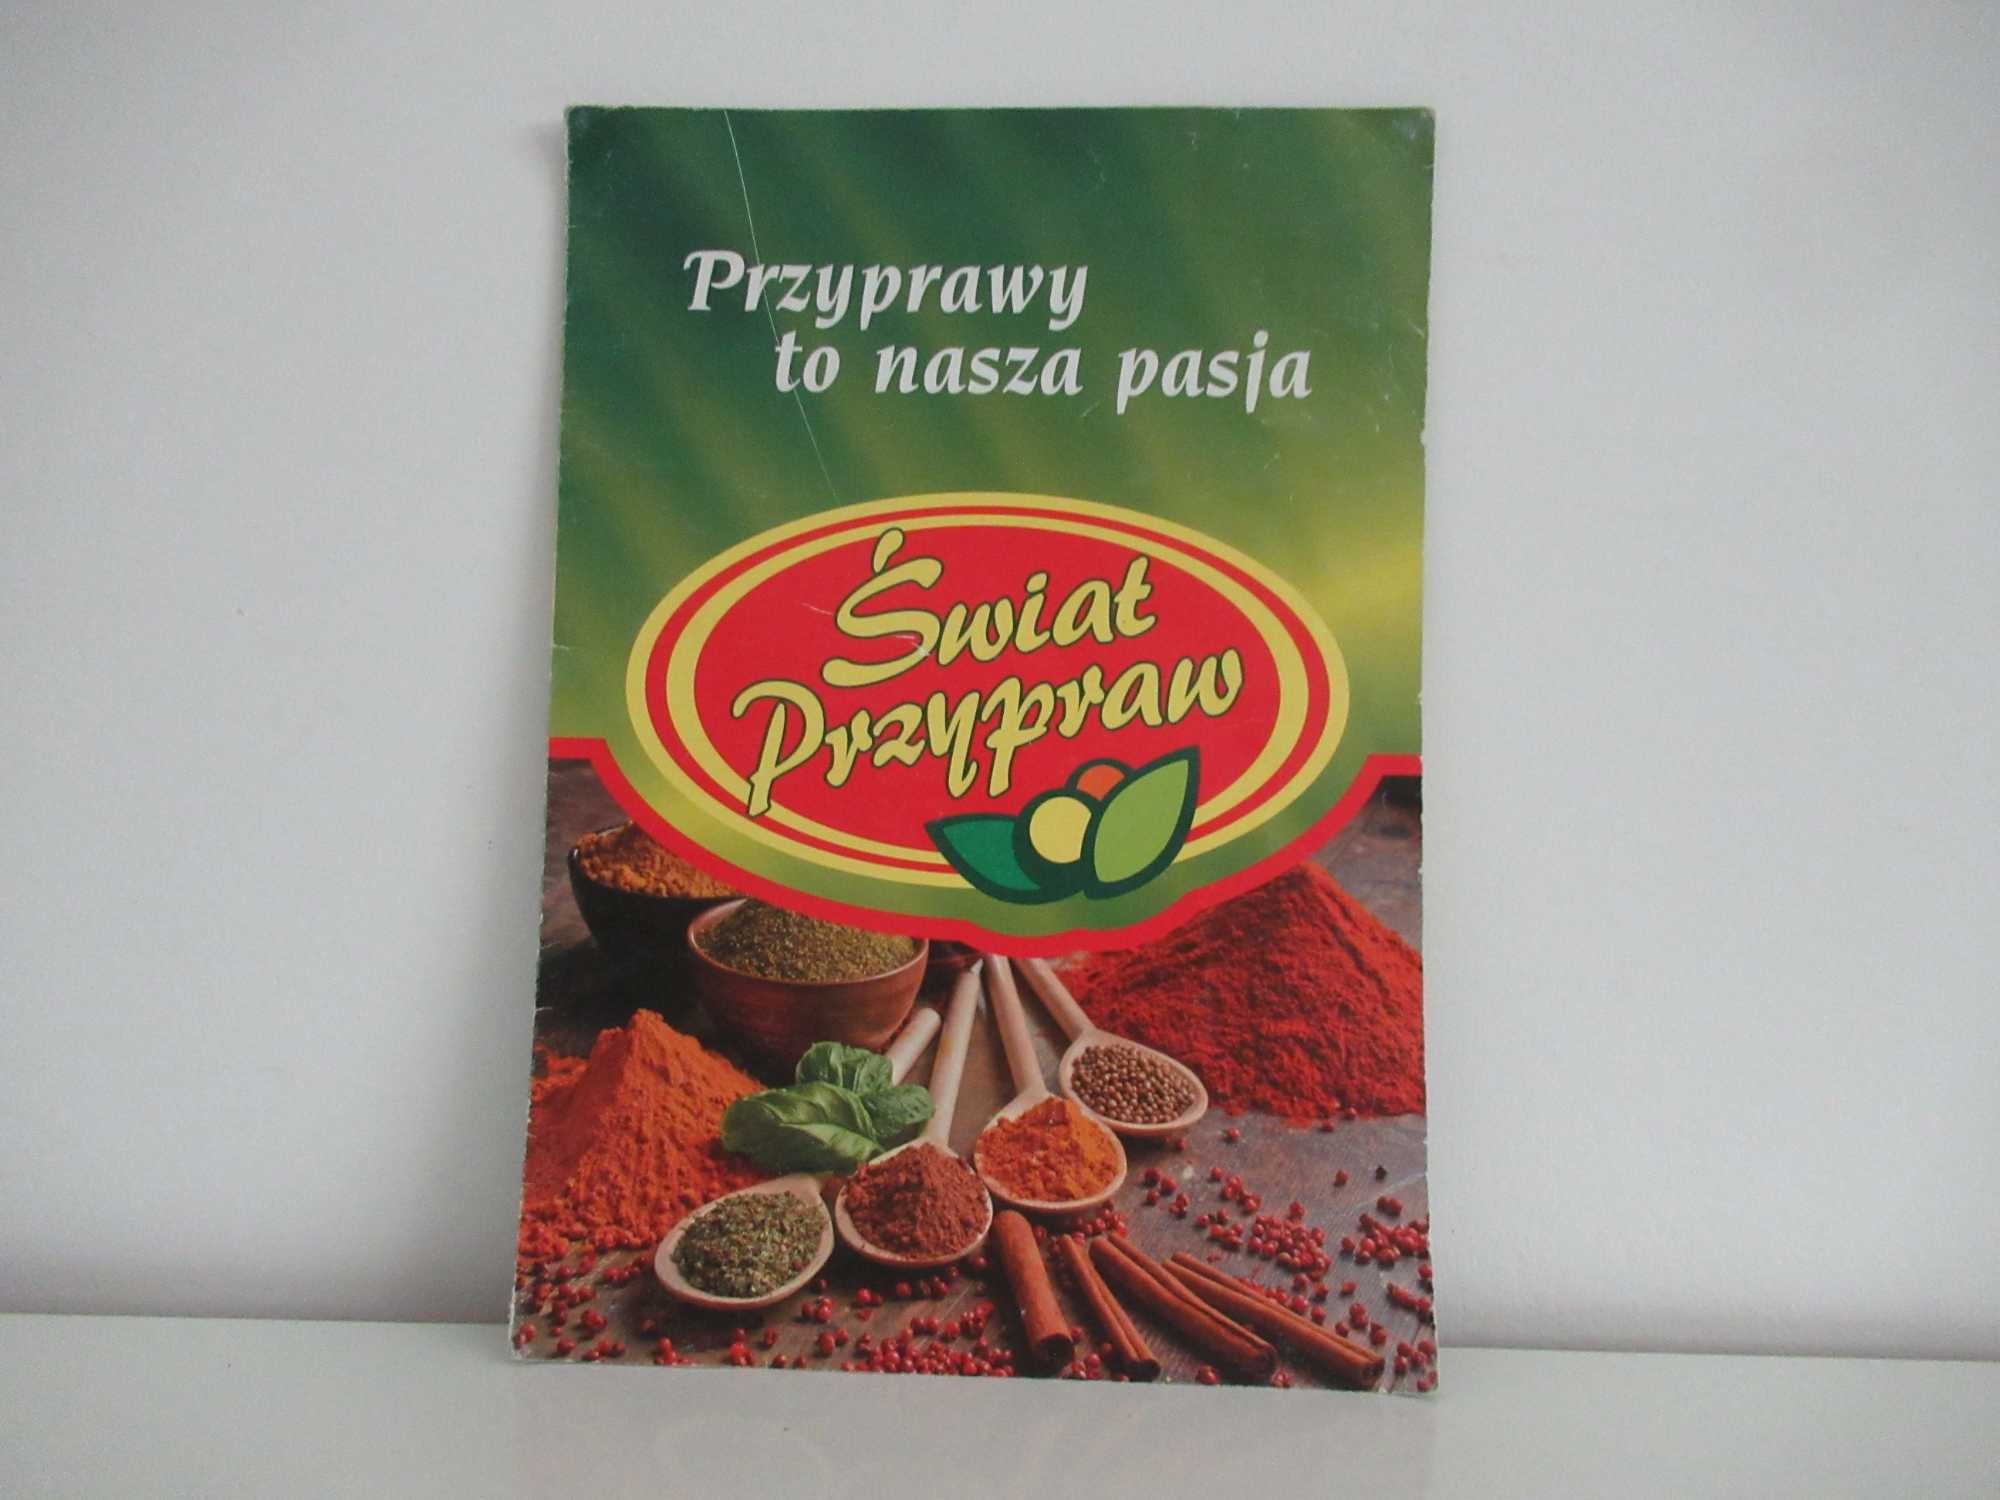 Przyprawy
to nasza pasja
Świat
Przypraw